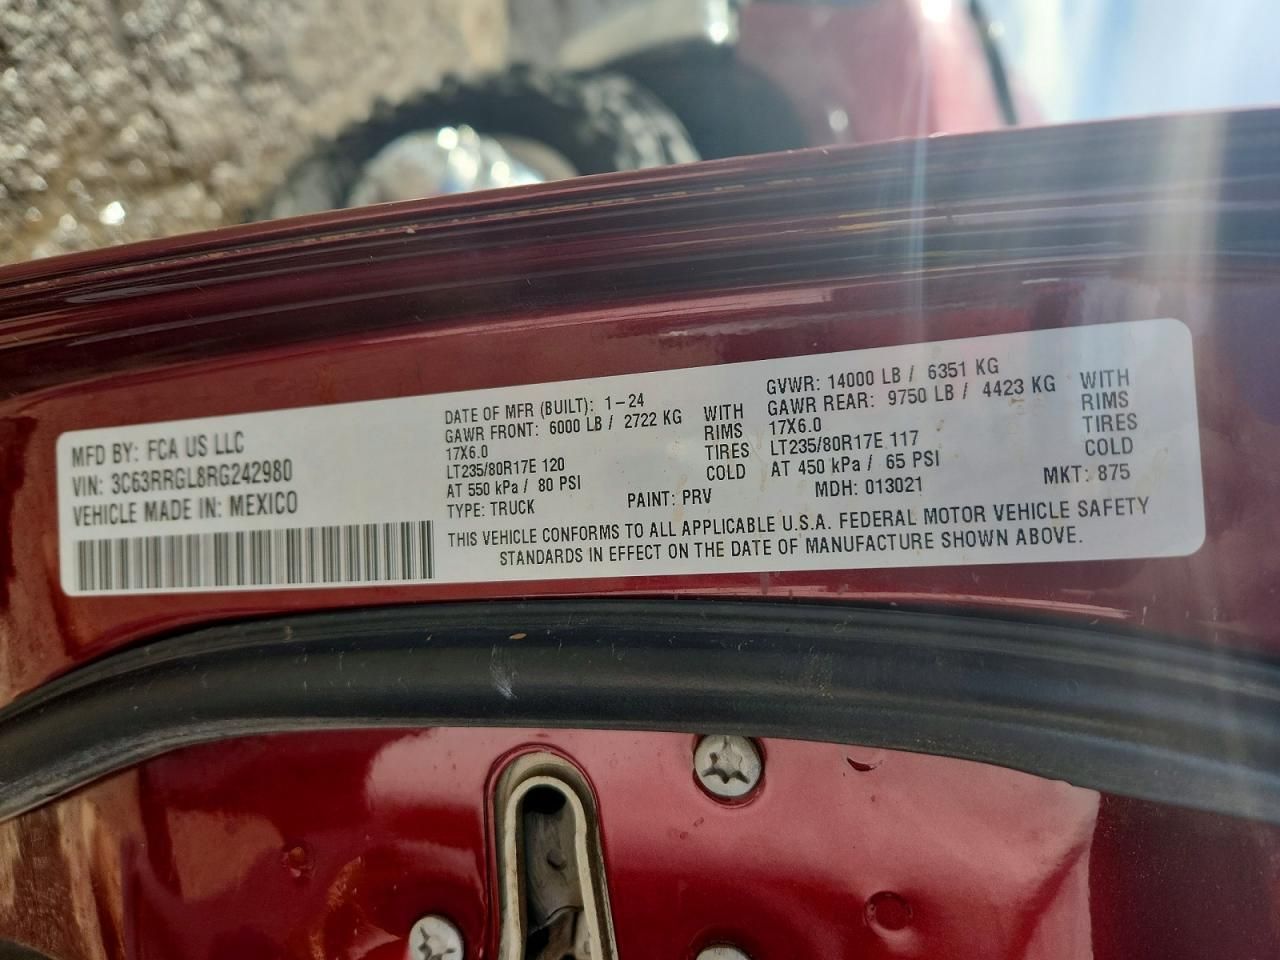 MFD BY: FCA US LLC
VIN: 3C63RRGL8RG242980
VEHICLE MADE IN: MEXICO
DATE OF MFR (BUILT): 1-24
GAWR FRONT: 6000 LB / 2722 KG WITH
17X6.0 RIMS
LT235/80R17E 120 TIRES
AT 550 kPa / 80 PSI COLD
TYPE: TRUCK PAINT: PRV
GVWR: 14000 LB / 6351 KG
GAWR REAR: 9750 LB / 4423 KG WITH
17X6.0 RIMS
LT235/80R17E 117 TIRES
AT 450 kPa / 65 PSI COLD
MDH: 013021 MKT: 875
THIS VEHICLE CONFORMS TO ALL APPLICABLE U.S.A. FEDERAL MOTOR VEHICLE SAFETY
STANDARDS IN EFFECT ON THE DATE OF MANUFACTURE SHOWN ABOVE.